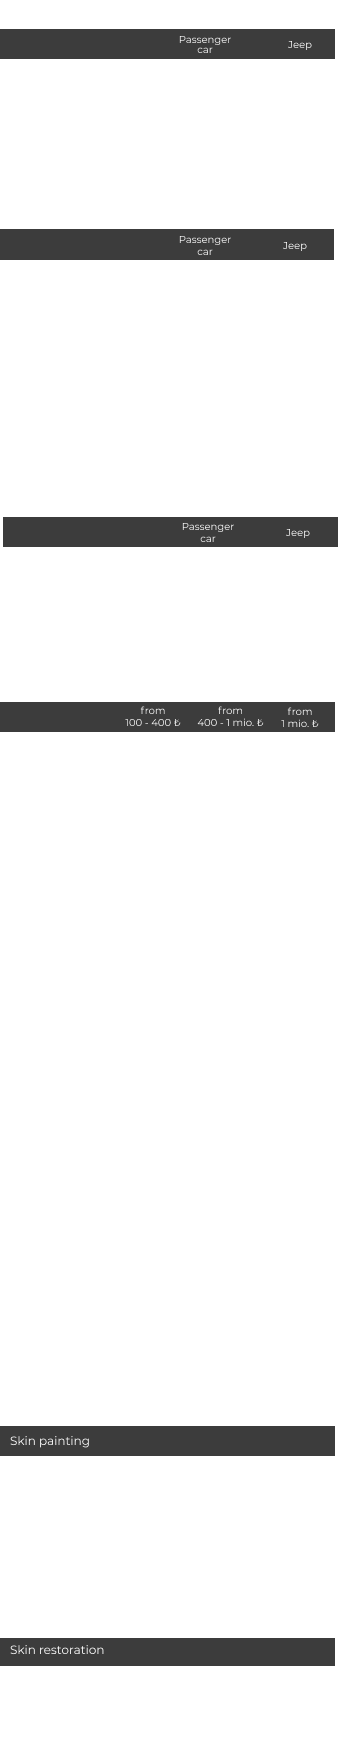 Passenger
car
Jeep
Passenger
car
Jeep
Passenger
car
Jeep
from
100 - 400 ₺
from
400 - 1 mio. ₺
from
1 mio. ₺
Skin painting
Skin restoration